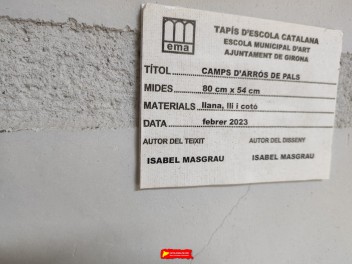 TAPÍS D'ESCOLA CATALANA
ESCOLA MUNICIPAL D'ART
AJUNTAMENT DE GIRONA
ema
TÍTOL CAMPS D'ARRÒS DE PALS
MIDES 80 cm x 54 cm
MATERIALS llana, lli i cotó
DATA febrer 2023
AUTOR DEL TEIXIT AUTOR DEL DISSENY
ISABEL MASGRAU ISABEL MASGRAU